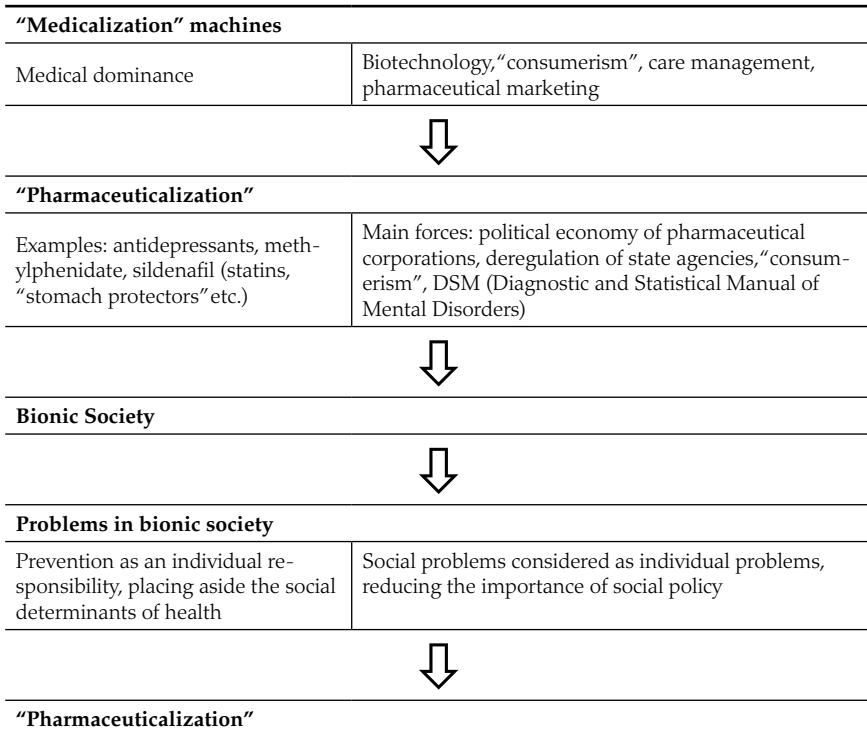 “Medicalization” machines
Medical dominance
Biotechnology,“consumerism”, care management,
pharmaceutical marketing
“Pharmaceuticalization”
Examples: antidepressants, meth-
ylphenidate, sildenafil (statins,
“stomach protectors”etc.)
Main forces: political economy of pharmaceutical
corporations, deregulation of state agencies,“consum-
erism”, DSM (Diagnostic and Statistical Manual of
Mental Disorders)
Bionic Society
Problems in bionic society
Prevention as an individual re-
sponsibility, placing aside the social
determinants of health
Social problems considered as individual problems,
reducing the importance of social policy
“Pharmaceuticalization”